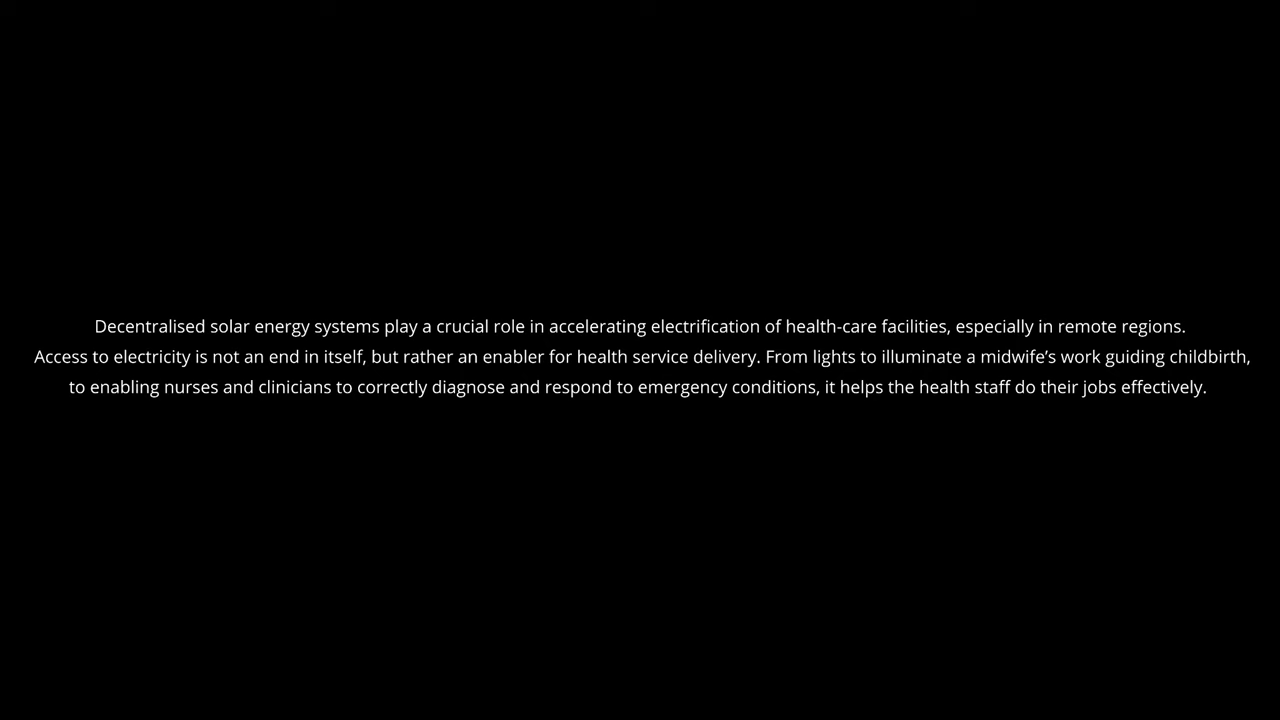 Decentralised solar energy systems play a crucial role in accelerating electrification of health-care facilities, especially in remote regions.
Access to electricity is not an end in itself, but rather an enabler for health service delivery. From lights to illuminate a midwife’s work guiding childbirth,
to enabling nurses and clinicians to correctly diagnose and respond to emergency conditions, it helps the health staff do their jobs effectively.